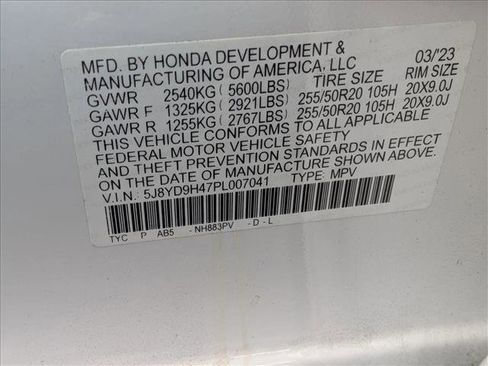 MFD. BY HONDA DEVELOPMENT & 03/'23
MANUFACTURING OF AMERICA, LLC
TIRE SIZE RIM SIZE
GVWR 2540KG ( 5600LBS)
GAWR F 1325KG ( 2921LBS) 255/50R20 105H 20X9.0J
GAWR R 1255KG ( 2767LBS) 255/50R20 105H 20X9.0J
THIS VEHICLE CONFORMS TO ALL APPLICABLE
FEDERAL MOTOR VEHICLE SAFETY
AND THEFT PREVENTION STANDARDS IN EFFECT
ON THE DATE OF MANUFACTURE SHOWN ABOVE.
V.I.N.: 5J8YD9H47PL007041 TYPE: MPV
TYC P AB5 - NH883PV - D - L